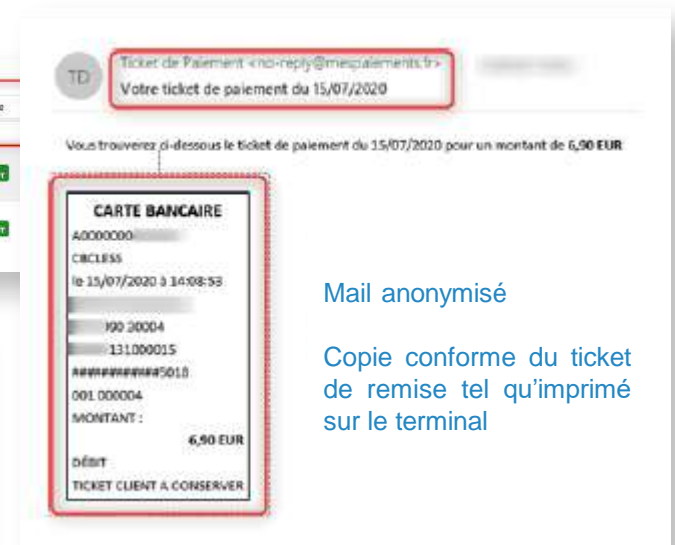 TD
Ticket de Paiement <no-reply@mespaiements.fr>
Votre ticket de paiement du 15/07/2020
Vous trouverez ci-dessous le ticket de paiement du 15/07/2020 pour un montant de 6,90 EUR
CARTE BANCAIRE
A0000000
CBCLESS
le 15/07/2020 à 14:08:53
20004
131000015
############5018
001 000004
MONTANT :
6,90 EUR
DÉBIT
TICKET CLIENT A CONSERVER
Mail anonymisé
Copie conforme du ticket
de remise tel qu'imprimé
sur le terminal